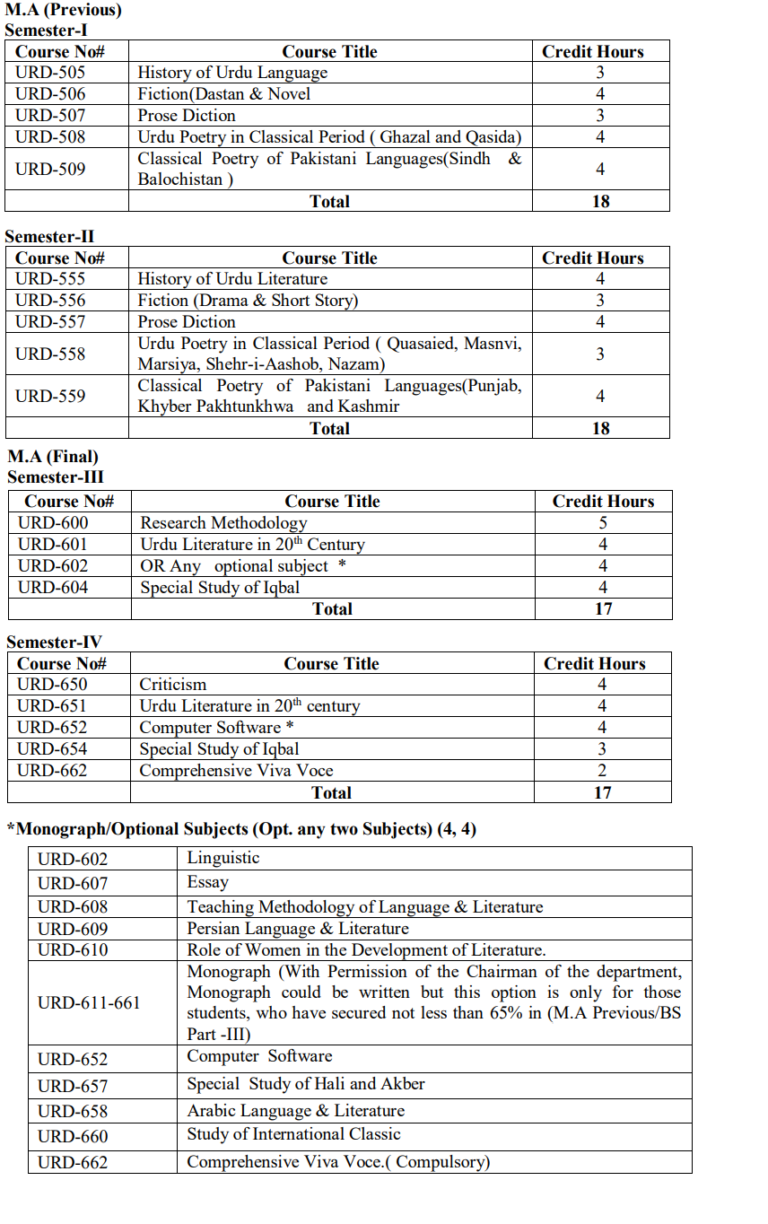 M.A (Previous)
Semester-I
Course No# Course Title Credit Hours
URD-505 History of Urdu Language 3
URD-506 Fiction(Dastan & Novel 4
URD-507 Prose Diction 3
URD-508 Urdu Poetry in Classical Period ( Ghazal and Qasida) 4
URD-509 Classical Poetry of Pakistani Languages(Sindh & 4
Balochistan )
Total 18
Semester-II
Course No# Course Title Credit Hours
URD-555 History of Urdu Literature 4
URD-556 Fiction (Drama & Short Story) 3
URD-557 Prose Diction 4
URD-558 Urdu Poetry in Classical Period ( Quasaied, Masnvi, 3
Marsiya, Shehr-i-Aashob, Nazam)
URD-559 Classical Poetry of Pakistani Languages(Punjab, 4
Khyber Pakhtunkhwa and Kashmir
Total 18
M.A (Final)
Semester-III
Course No# Course Title Credit Hours
URD-600 Research Methodology 5
URD-601 Urdu Literature in 20th Century 4
URD-602 OR Any optional subject * 4
URD-604 Special Study of Iqbal 4
Total 17
Semester-IV
Course No# Course Title Credit Hours
URD-650 Criticism 4
URD-651 Urdu Literature in 20th century 4
URD-652 Computer Software * 4
URD-654 Special Study of Iqbal 3
URD-662 Comprehensive Viva Voce 2
Total 17
*Monograph/Optional Subjects (Opt. any two Subjects) (4, 4)
URD-602 Linguistic
URD-607 Essay
URD-608 Teaching Methodology of Language & Literature
URD-609 Persian Language & Literature
URD-610 Role of Women in the Development of Literature.
URD-611-661 Monograph (With Permission of the Chairman of the department,
Monograph could be written but this option is only for those
students, who have secured not less than 65% in (M.A Previous/BS
Part -III)
URD-652 Computer Software
URD-657 Special Study of Hali and Akber
URD-658 Arabic Language & Literature
URD-660 Study of International Classic
URD-662 Comprehensive Viva Voce.( Compulsory)